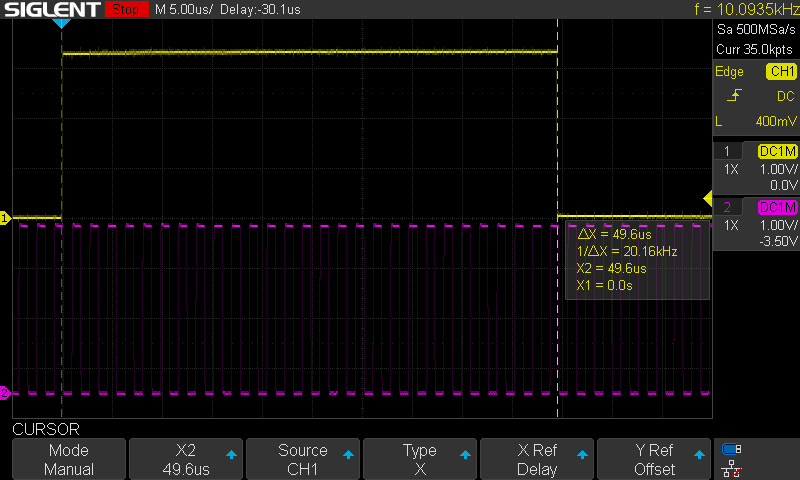 SIGLENT Stop M 5.00us/ Delay:-30.1us f = 10.0935kHz
Sa 500MSa/s
Curr 35.0kpts
Edge CH1
DC
L 400mV
1 DC1M
1X 1.00V/
0.0V
2 DC1M
1X 1.00V/
-3.50V
1
2
ΔX = 49.6us
1/ΔX = 20.16kHz
X2 = 49.6us
X1 = 0.0s
CURSOR
Mode
Manual
X2
49.6us
Source
CH1
Type
X
X Ref
Delay
Y Ref
Offset